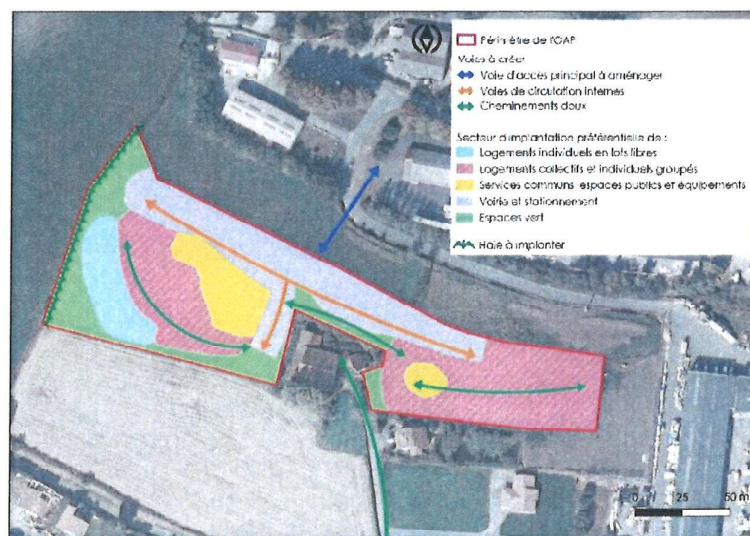 Périmètre de l'OAP
Voies à créer
Voie d'accès principal à aménager
Voies de circulation internes
Cheminements doux
Secteur d'implantation préférentielle de :
Logements individuels en lots libres
Logements collectifs et individuels groupés
Services communs, espaces publics et équipements
Voirie et stationnement
Espaces vert
Haie à implanter
0 25 50 m